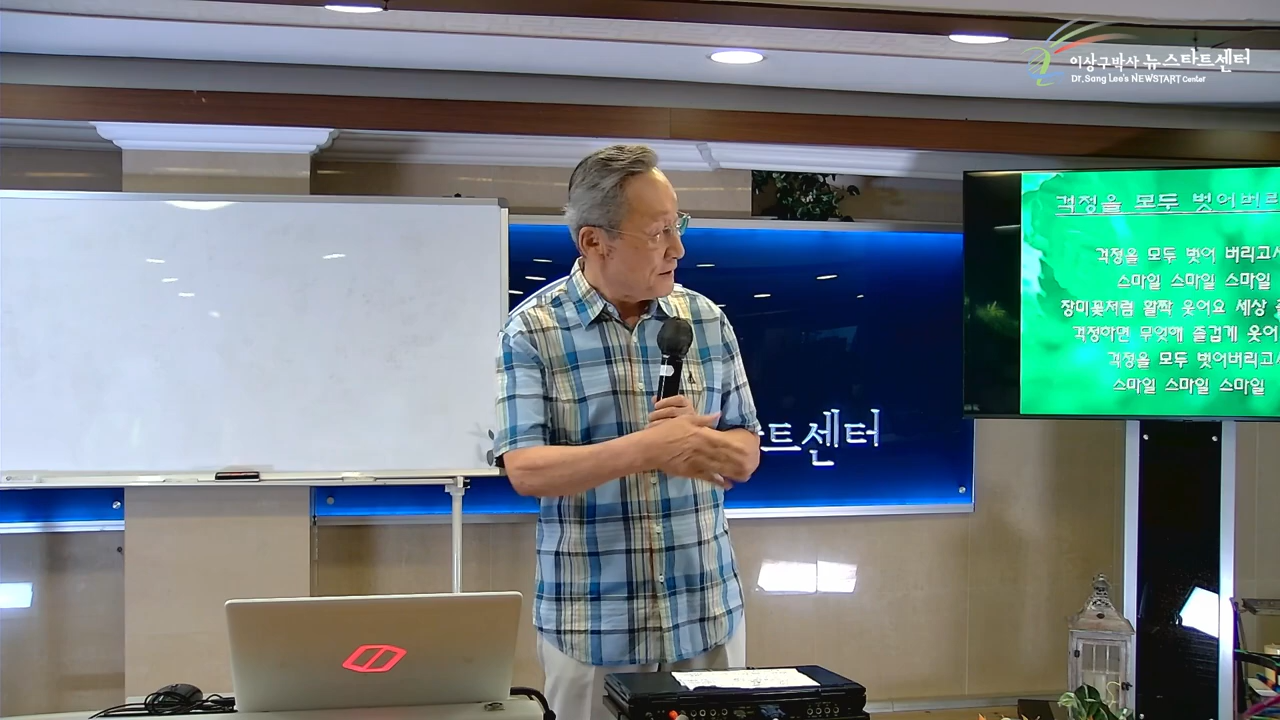 이상구박사 뉴스타트센터
Dr. Sang Lee's NEWSTART Center
걱정을 모두 벗어버리
걱정을 모두 벗어 버리고
스마일 스마일 스마일
장미꽃처럼 활짝 웃어요 세상
걱정하면 무엇해 즐겁게 웃어
걱정을 모두 벗어버리고
스마일 스마일 스마일
트센터